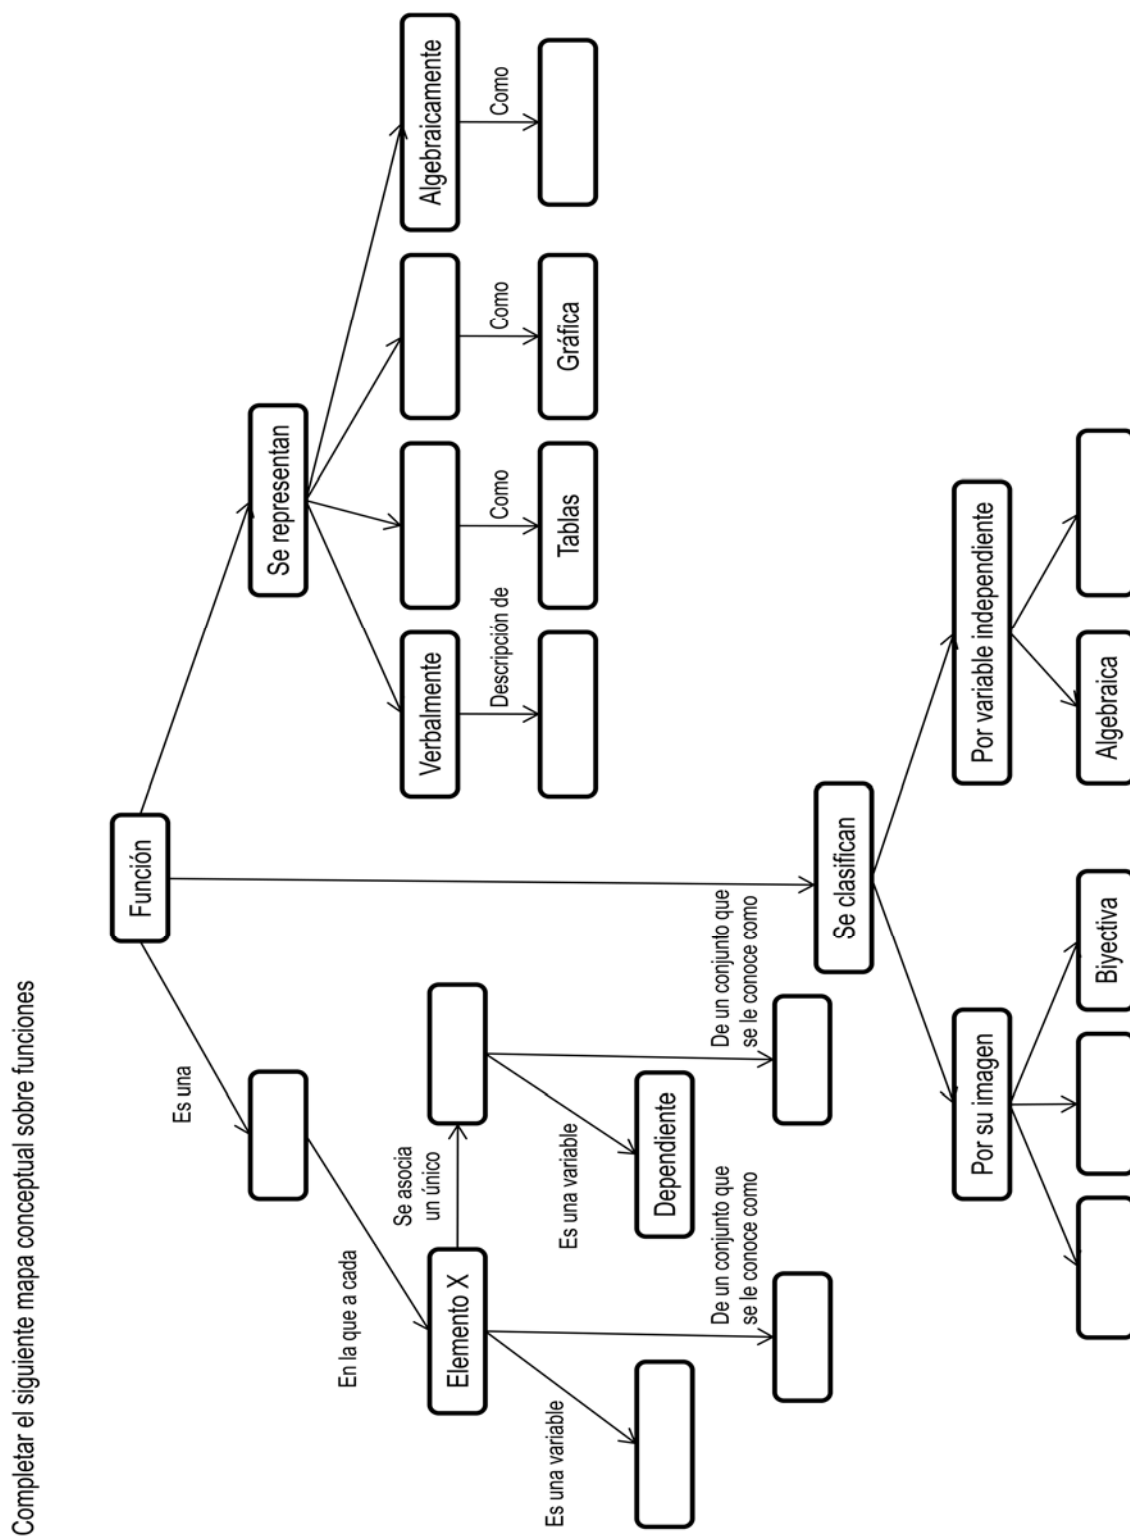 Completar el siguiente mapa conceptual sobre funciones
Función
Es una
Se representan
En la que a cada
Elemento X
Se asocia
un único
Verbalmente
Algebraicamente
Descripción de
Como
Como
Como
Tablas
Gráfica
Es una variable
Es una variable
Dependiente
De un conjunto que
se le conoce como
De un conjunto que
se le conoce como
Se clasifican
Por su imagen
Por variable independiente
Biyectiva
Algebraica